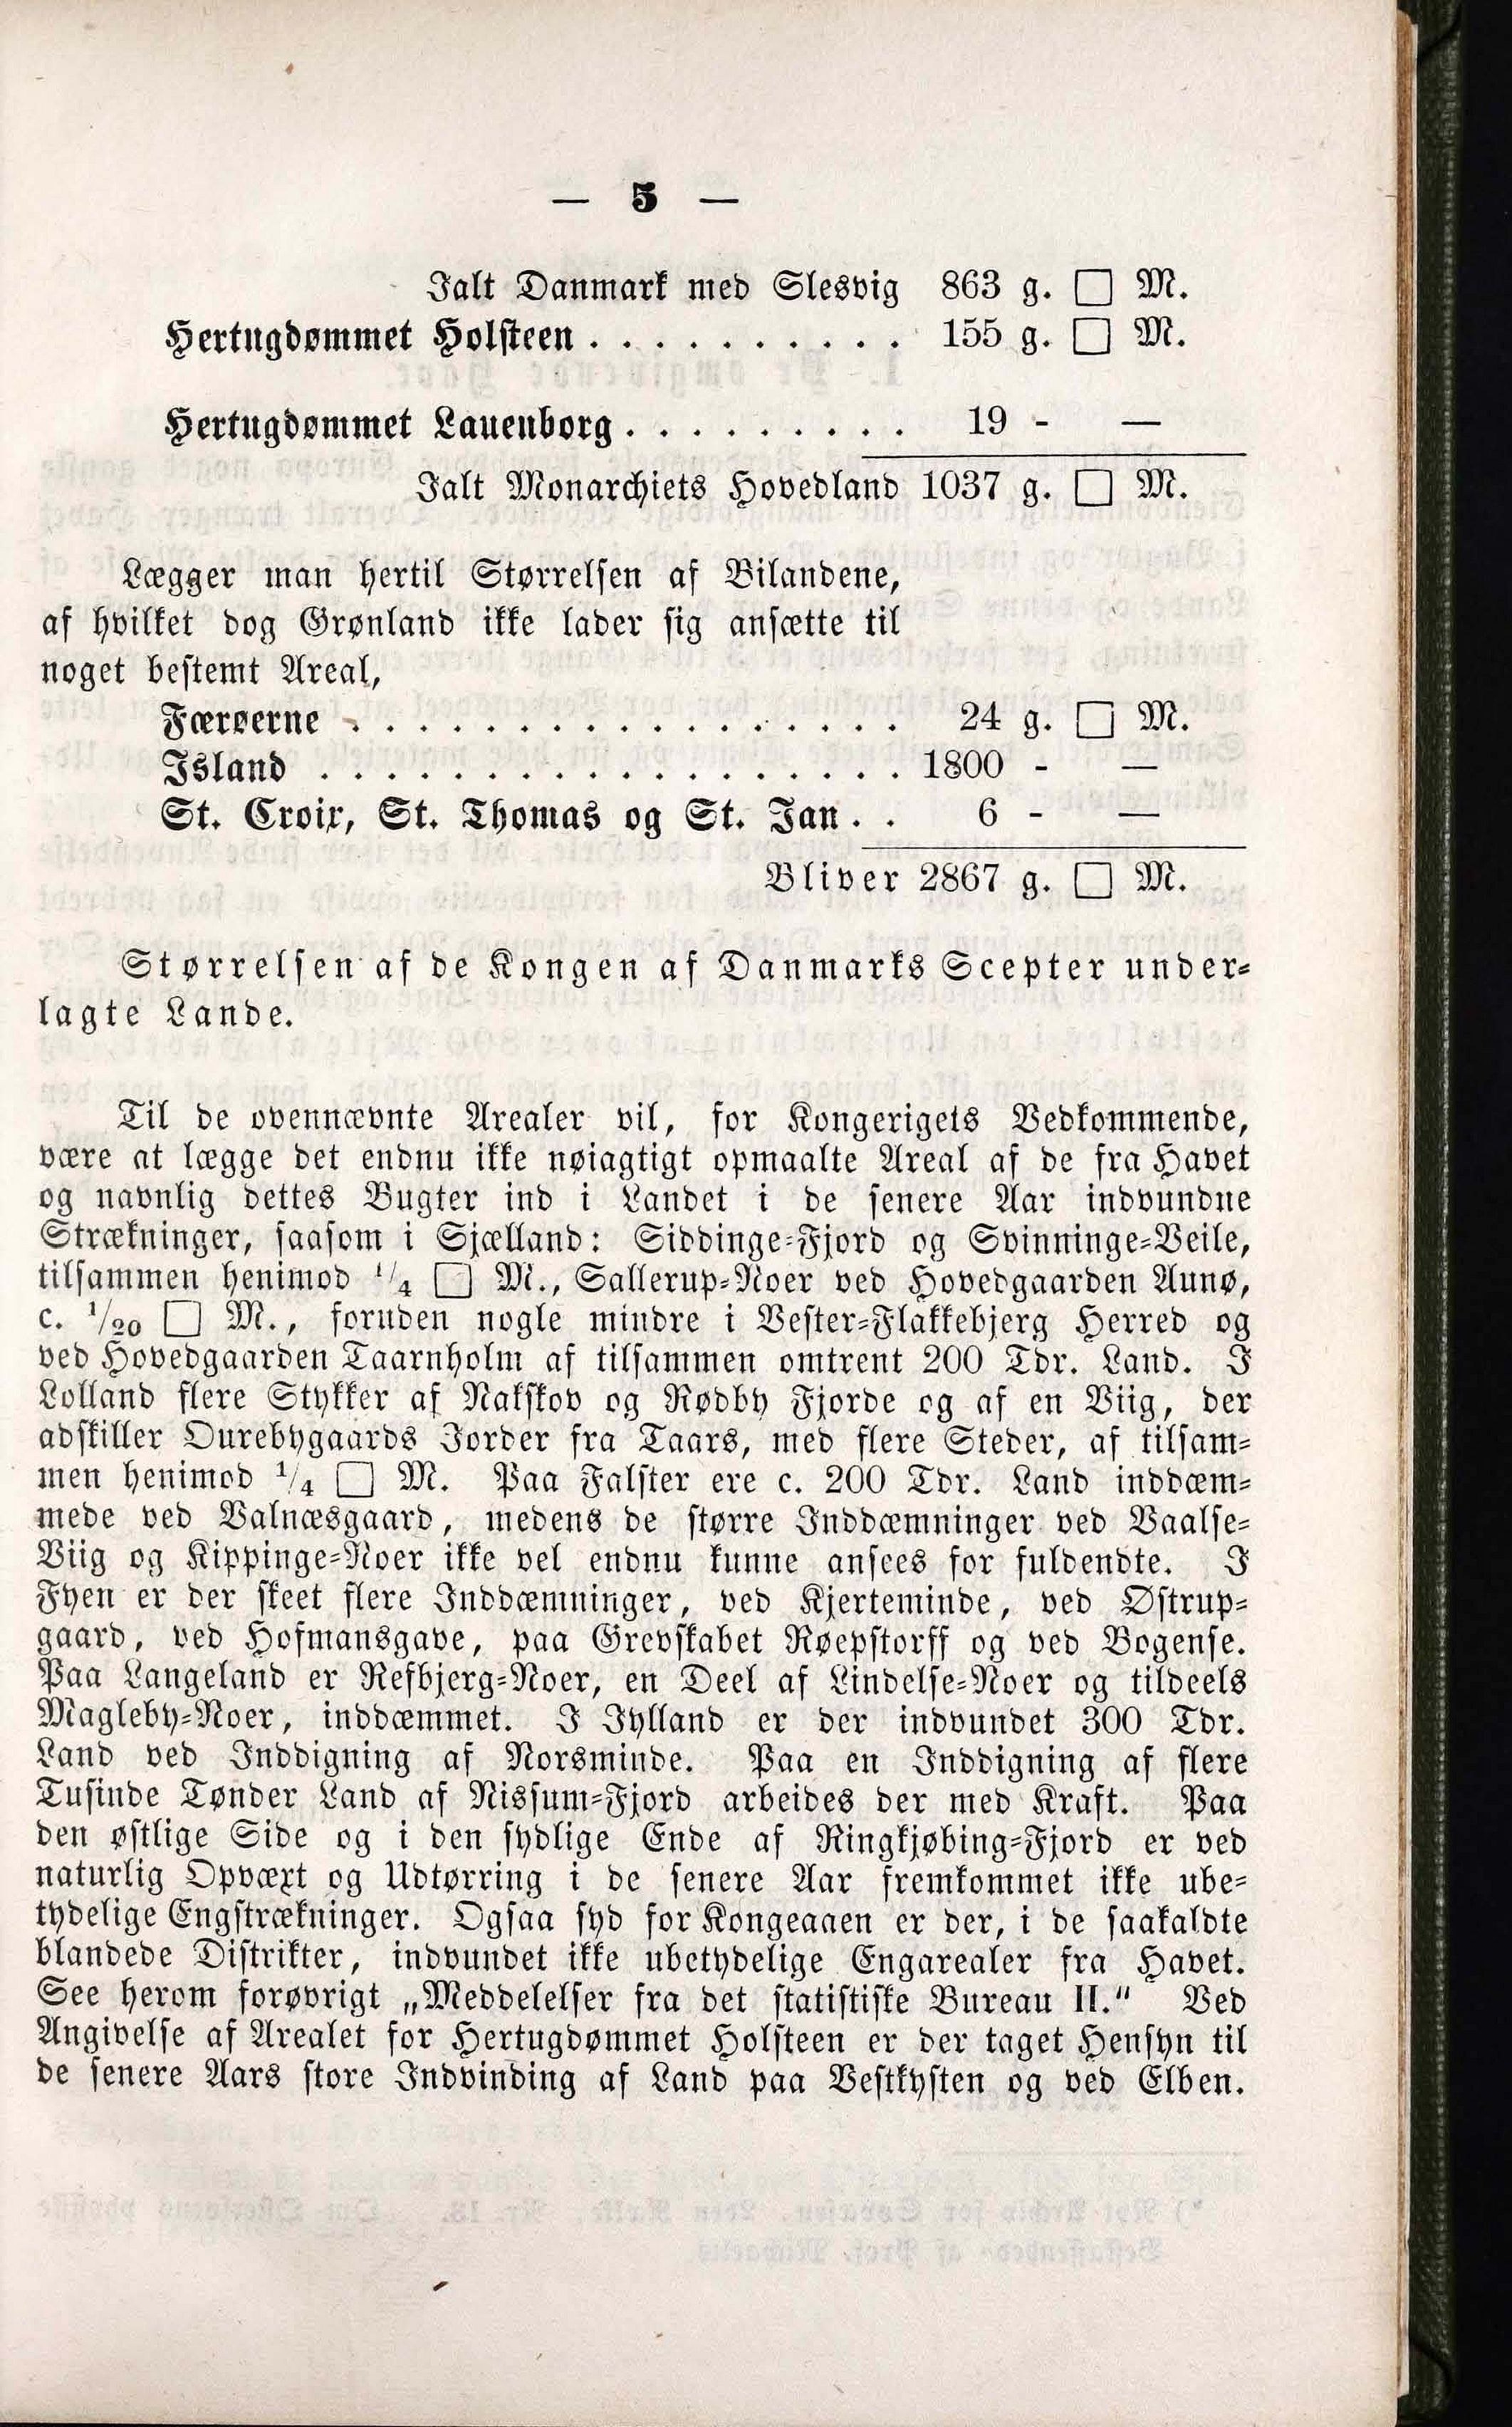 — 5 —
Ialt Danmark med Slesvig 863 g. □ M.
Hertugdømmet Holsteen . . . . . . . . . . 155 g. □ M.
Hertugdømmet Lauenborg . . . . . . . . . 19 - —
Ialt Monarchiets Hovedland 1037 g. □ M.
Lægger man hertil Størrelsen af Bilandene,
af hvilket dog Grønland ikke lader sig ansætte til
noget bestemt Areal,
Færøerne . . . . . . . . . . . . . . . . . 24 g. □ M.
Island . . . . . . . . . . . . . . . . . . 1800 - —
St. Croix, St. Thomas og St. Jan . . 6 - —
Bliver 2867 g. □ M.
Størrelsen af de Kongen af Danmarks Scepter under-
lagte Lande.
Til de ovennævnte Arealer vil, for Kongerigets Vedkommende,
være at lægge det endnu ikke nøiagtigt opmaalte Areal af de fra Havet
og navnlig dettes Bugter ind i Landet i de senere Aar indvundne
Strækninger, saasom i Sjælland: Siddinge-Fjord og Svinninge-Veile,
tilsammen henimod 1/4 □ M., Sallerup-Noer ved Hovedgaarden Aunø,
c. 1/20 □ M., foruden nogle mindre i Vester-Flakkebjerg Herred og
ved Hovedgaarden Taarnholm af tilsammen omtrent 200 Tdr. Land. I
Lolland flere Stykker af Nakskov og Rødby Fjorde og af en Viig, der
adskiller Ourebygaards Jorder fra Taars, med flere Steder, af tilsam-
men henimod 1/4 □ M. Paa Falster ere c. 200 Tdr. Land inddæm-
mede ved Valnæsgaard, medens de større Inddæmninger ved Vaalse-
Viig og Kippinge-Noer ikke vel endnu kunne ansees for fuldendte. I
Fyen er der skeet flere Inddæmninger, ved Kjerteminde, ved Østrup-
gaard, ved Hofmansgave, paa Grevskabet Røepstorff og ved Bogense.
Paa Langeland er Refbjerg-Noer, en Deel af Lindelse-Noer og tildeels
Magleby-Noer, inddæmmet. I Jylland er der indvundet 300 Tdr.
Land ved Inddigning af Norsminde. Paa en Inddigning af flere
Tusinde Tønder Land af Nissum-Fjord arbeides der med Kraft. Paa
den østlige Side og i den sydlige Ende af Ringkjøbing-Fjord er ved
naturlig Opvæxt og Udtørring i de senere Aar fremkommet ikke ube-
tydelige Engstrækninger. Ogsaa syd for Kongeaaen er der, i de saakaldte
blandede Distrikter, indvundet ikke ubetydelige Engarealer fra Havet.
See herom forøvrigt „Meddelelser fra det statistiske Bureau II." Ved
Angivelse af Arealet for Hertugdømmet Holsteen er der taget Hensyn til
de senere Aars store Indvinding af Land paa Vestkysten og ved Elben.